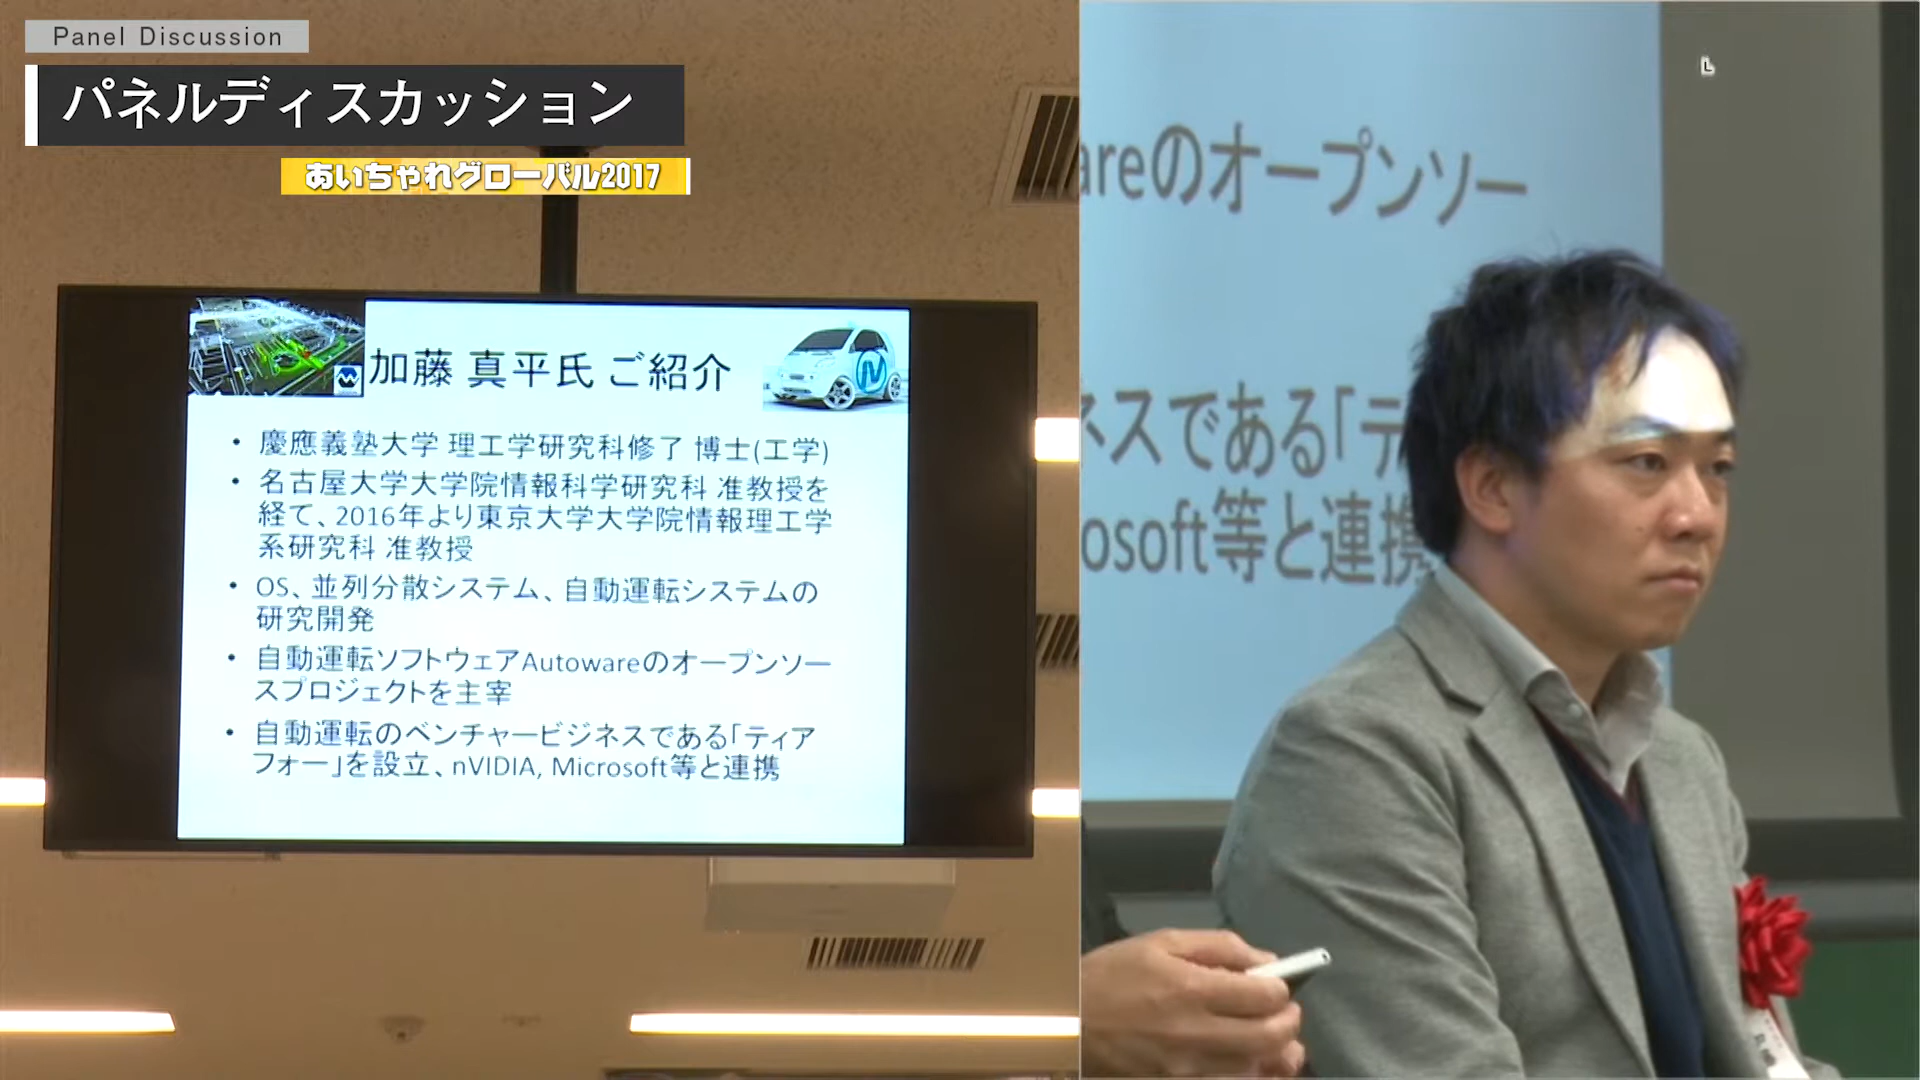 Panel Discussion
パネルディスカッション
あいちゃれグローバル2017
加藤 真平氏 ご紹介
• 慶應義塾大学 理工学研究科修了 博士(工学)
• 名古屋大学大学院情報科学研究科 准教授を
経て、2016年より東京大学大学院情報理工学
系研究科 准教授
• OS、並列分散システム、自動運転システムの
研究開発
• 自動運転ソフトウェアAutowareのオープンソー
スプロジェクトを主宰
• 自動運転のベンチャービジネスである「ティア
フォー」を設立、nVIDIA, Microsoft等と連携
areのオープンソー
ネスである「テ
osoft等と連携